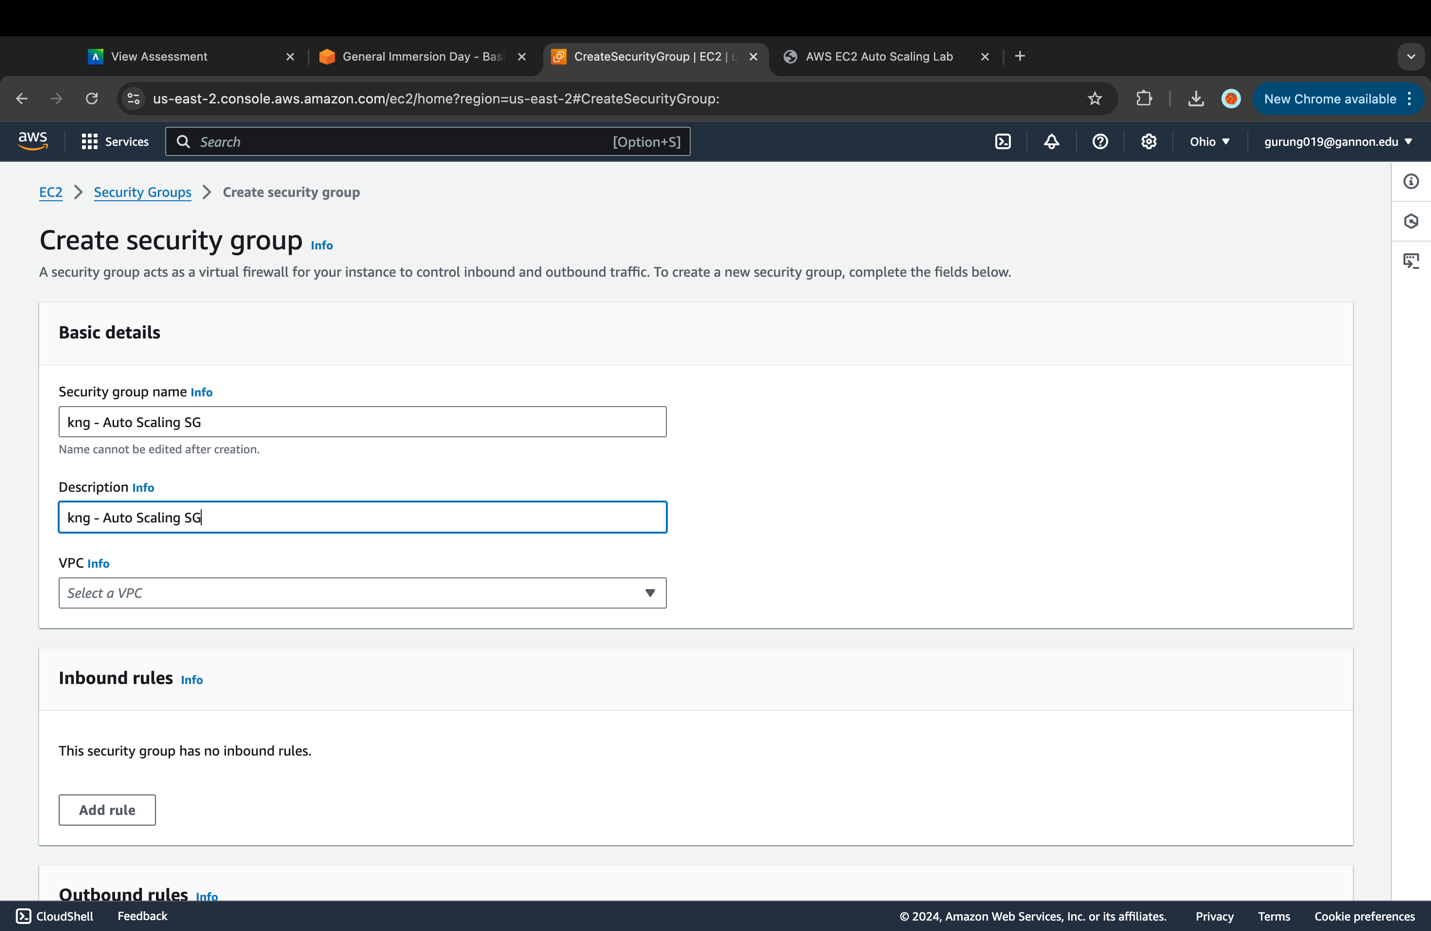 View Assessment
General Immersion Day - Bas
CreateSecurityGroup | EC2 | u
AWS EC2 Auto Scaling Lab
us-east-2.console.aws.amazon.com/ec2/home?region=us-east-2#CreateSecurityGroup:
New Chrome available
aws
Services
Search
[Option+S]
Ohio
gurung019@gannon.edu
EC2
Security Groups
Create security group
Create security group Info
A security group acts as a virtual firewall for your instance to control inbound and outbound traffic. To create a new security group, complete the fields below.
Basic details
Security group name Info
kng - Auto Scaling SG
Name cannot be edited after creation.
Description Info
kng - Auto Scaling SG
VPC Info
Select a VPC
Inbound rules Info
This security group has no inbound rules.
Add rule
Outbound rules Info
CloudShell
Feedback
© 2024, Amazon Web Services, Inc. or its affiliates.
Privacy
Terms
Cookie preferences